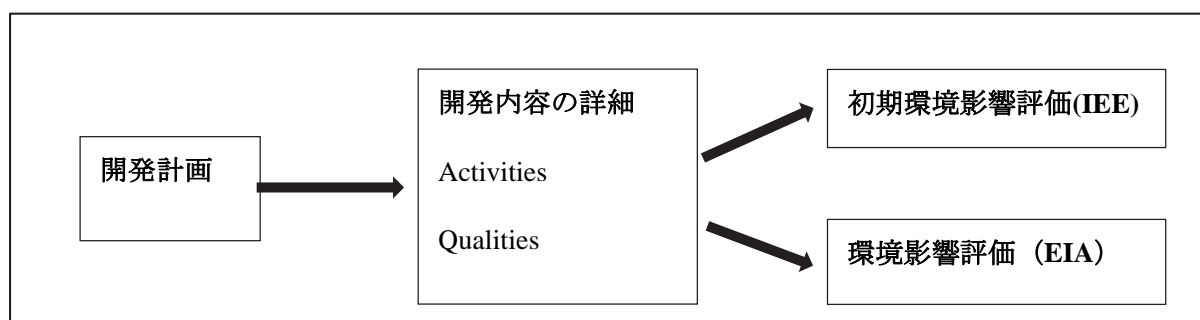 開発計画
開発内容の詳細
Activities
Qualities
初期環境影響評価(IEE)
環境影響評価（EIA）